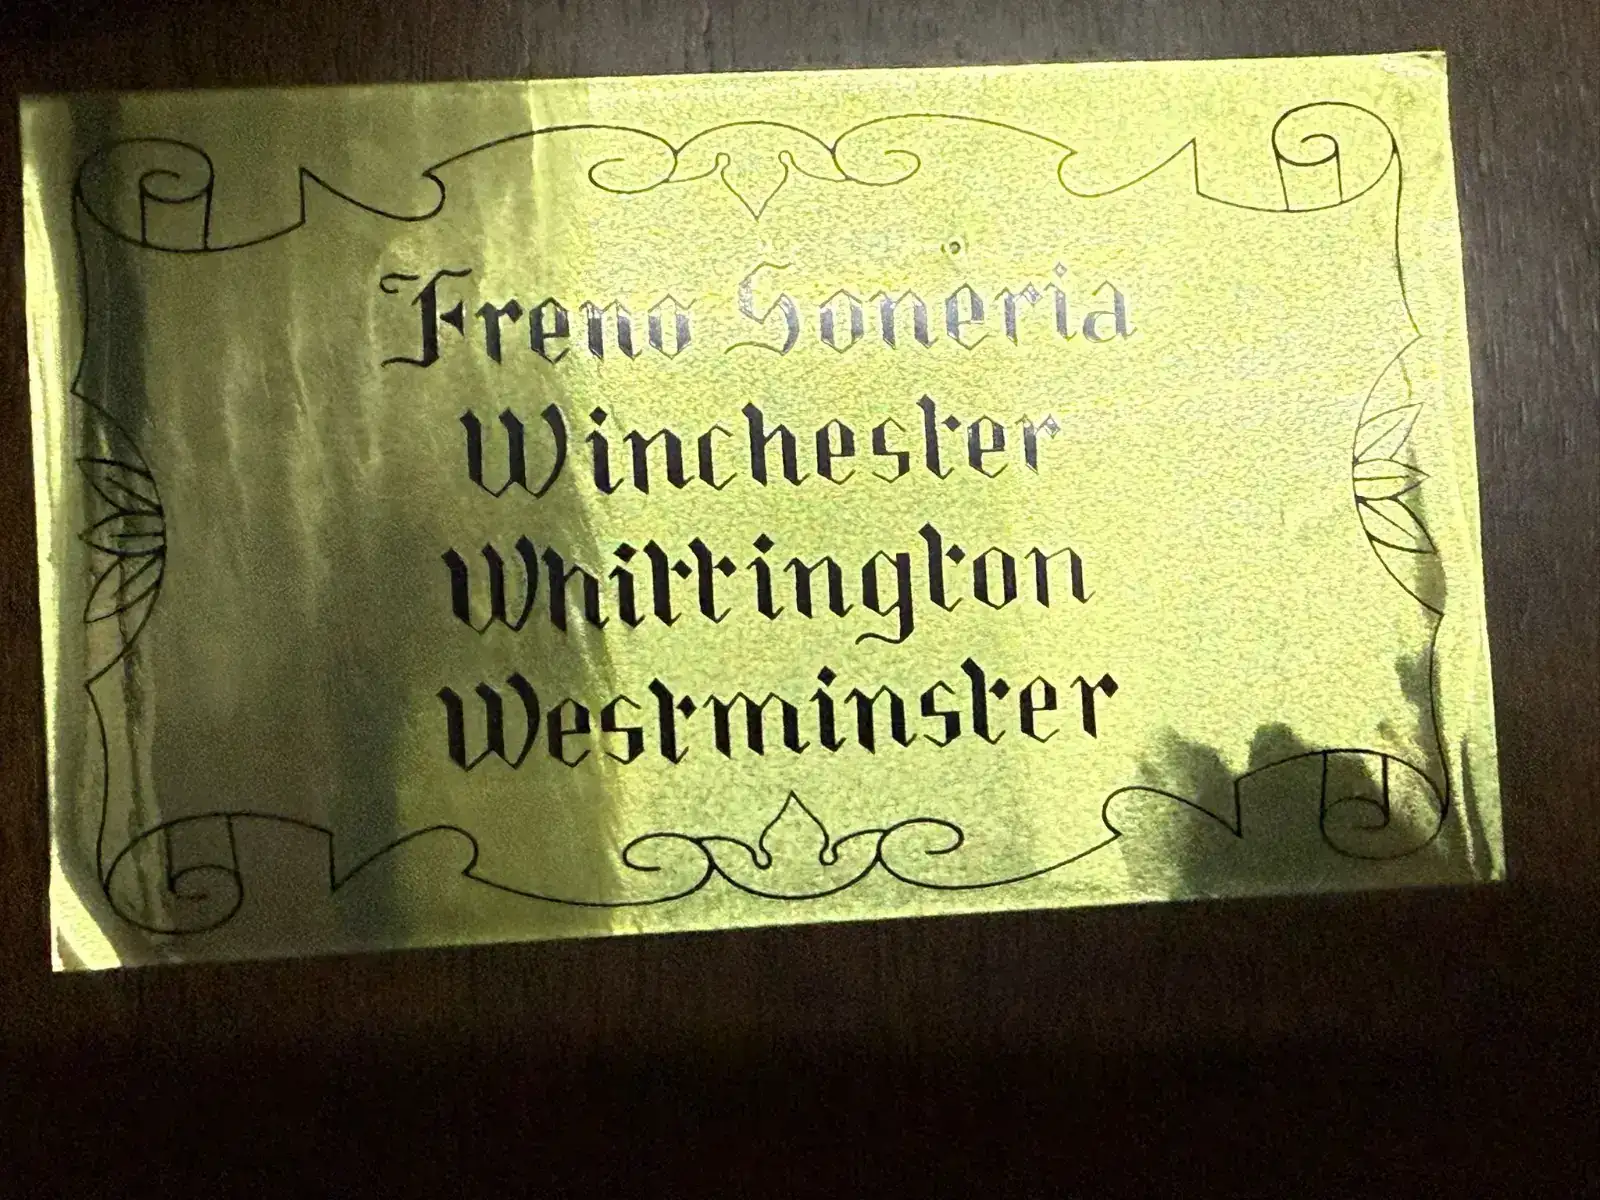 Freno Soneria
Winchester
Whittington
Westminster